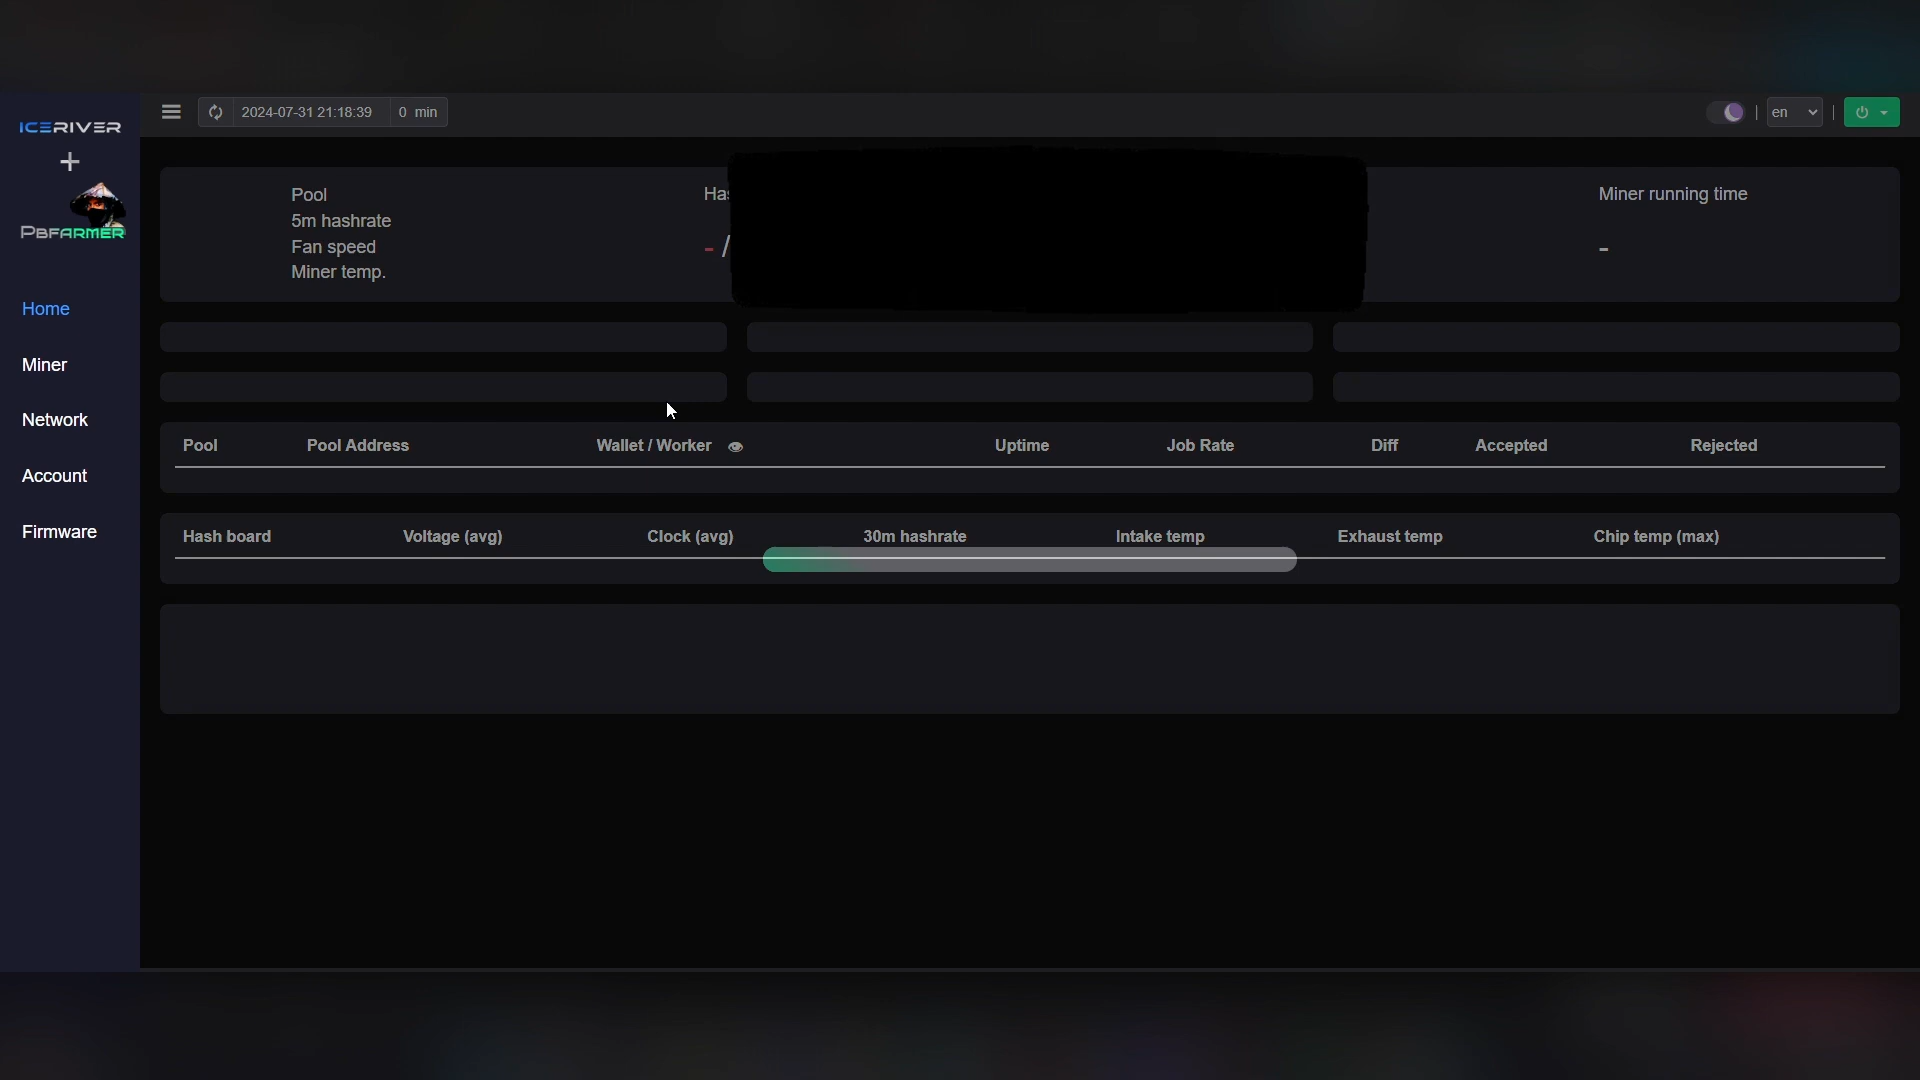 2024-07-31 21:18:39 0 min en
ICERIVER
+
PBFARMER
Pool
5m hashrate
Fan speed
Miner temp.
- /
Miner running time
-
Home
Miner
Network
Account
Firmware
Pool Pool Address Wallet / Worker Uptime Job Rate Diff Accepted Rejected
Hash board Voltage (avg) Clock (avg) 30m hashrate Intake temp Exhaust temp Chip temp (max)